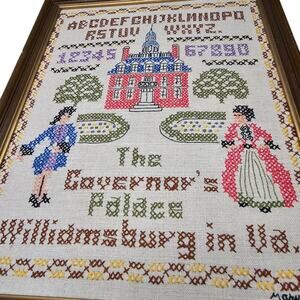 ABCDEFGHIJKLMNOPQ
RSTUV WXYZ.
12345 67890
The
Governor's
Palace
Williamsburg in Va